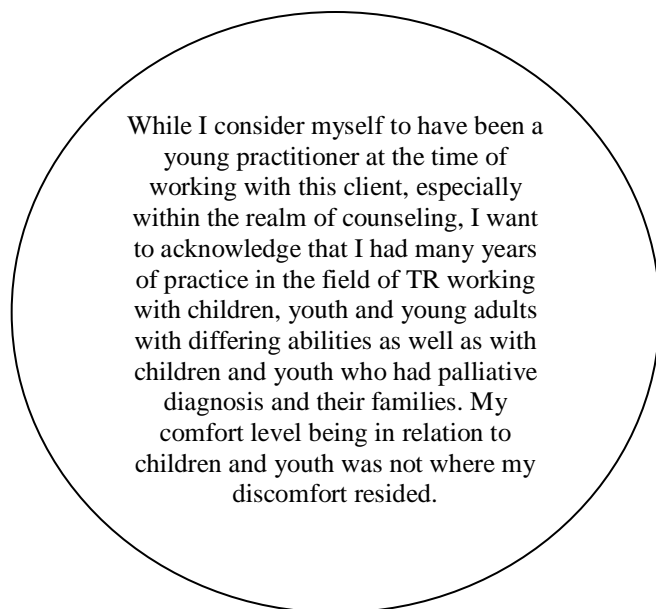 While I consider myself to have been a
young practitioner at the time of
working with this client, especially
within the realm of counseling, I want
to acknowledge that I had many years
of practice in the field of TR working
with children, youth and young adults
with differing abilities as well as with
children and youth who had palliative
diagnosis and their families. My
comfort level being in relation to
children and youth was not where my
discomfort resided.